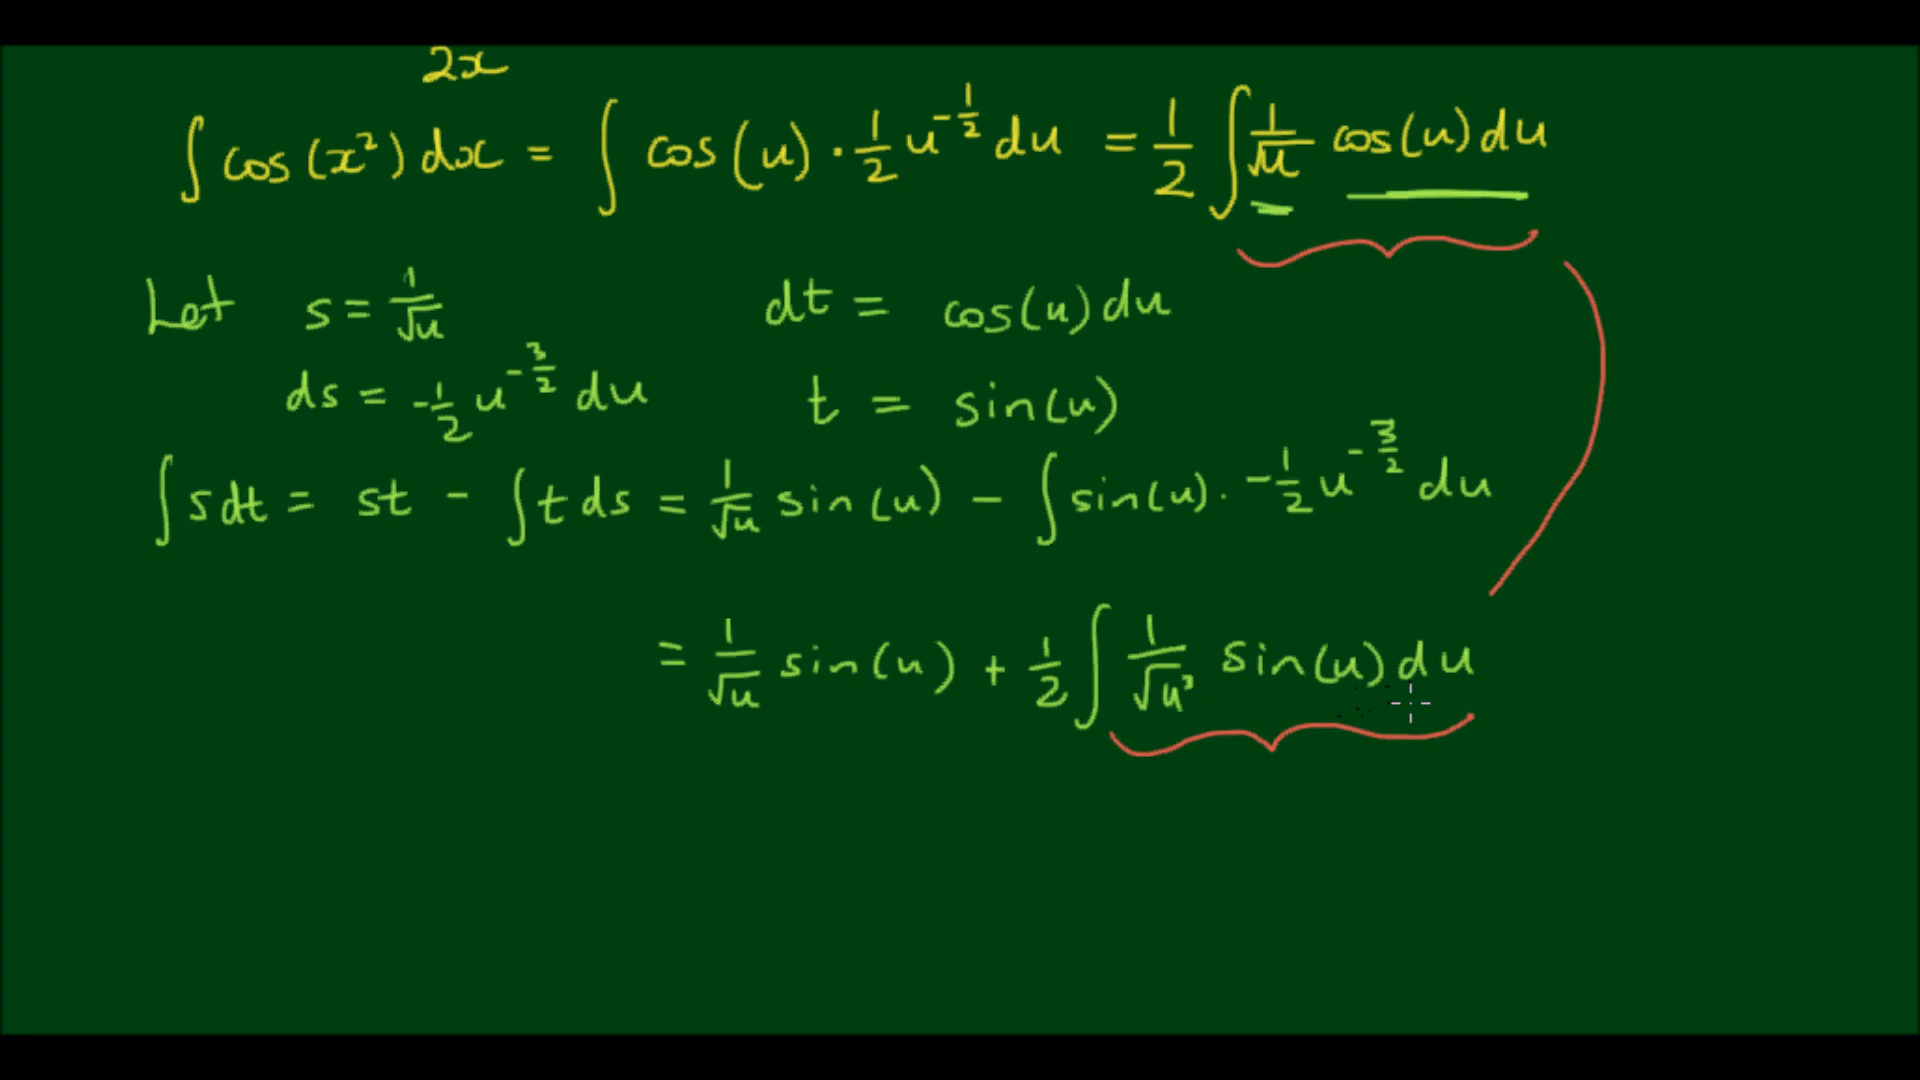 2x
∫ cos(x²) dx = ∫ cos(u) · 1/2 u^(-1/2) du = 1/2 ∫ 1/√u cos(u) du
Let s = 1/√u dt = cos(u) du
ds = -1/2 u^(-3/2) du t = sin(u)
∫ s dt = st - ∫ t ds = 1/√u sin(u) - ∫ sin(u) · -1/2 u^(-3/2) du
= 1/√u sin(u) + 1/2 ∫ 1/√u³ sin(u) du